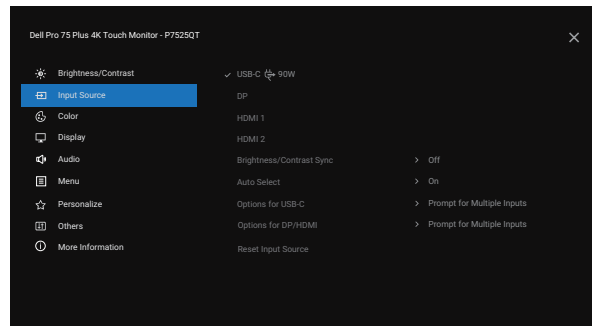 Dell Pro 75 Plus 4K Touch Monitor - P7525QT
Brightness/Contrast
USB-C 90W
Input Source
DP
Color
HDMI 1
Display
HDMI 2
Audio
Brightness/Contrast Sync
Off
Menu
Auto Select
On
Personalize
Options for USB-C
Prompt for Multiple Inputs
Others
Options for DP/HDMI
Prompt for Multiple Inputs
More Information
Reset Input Source